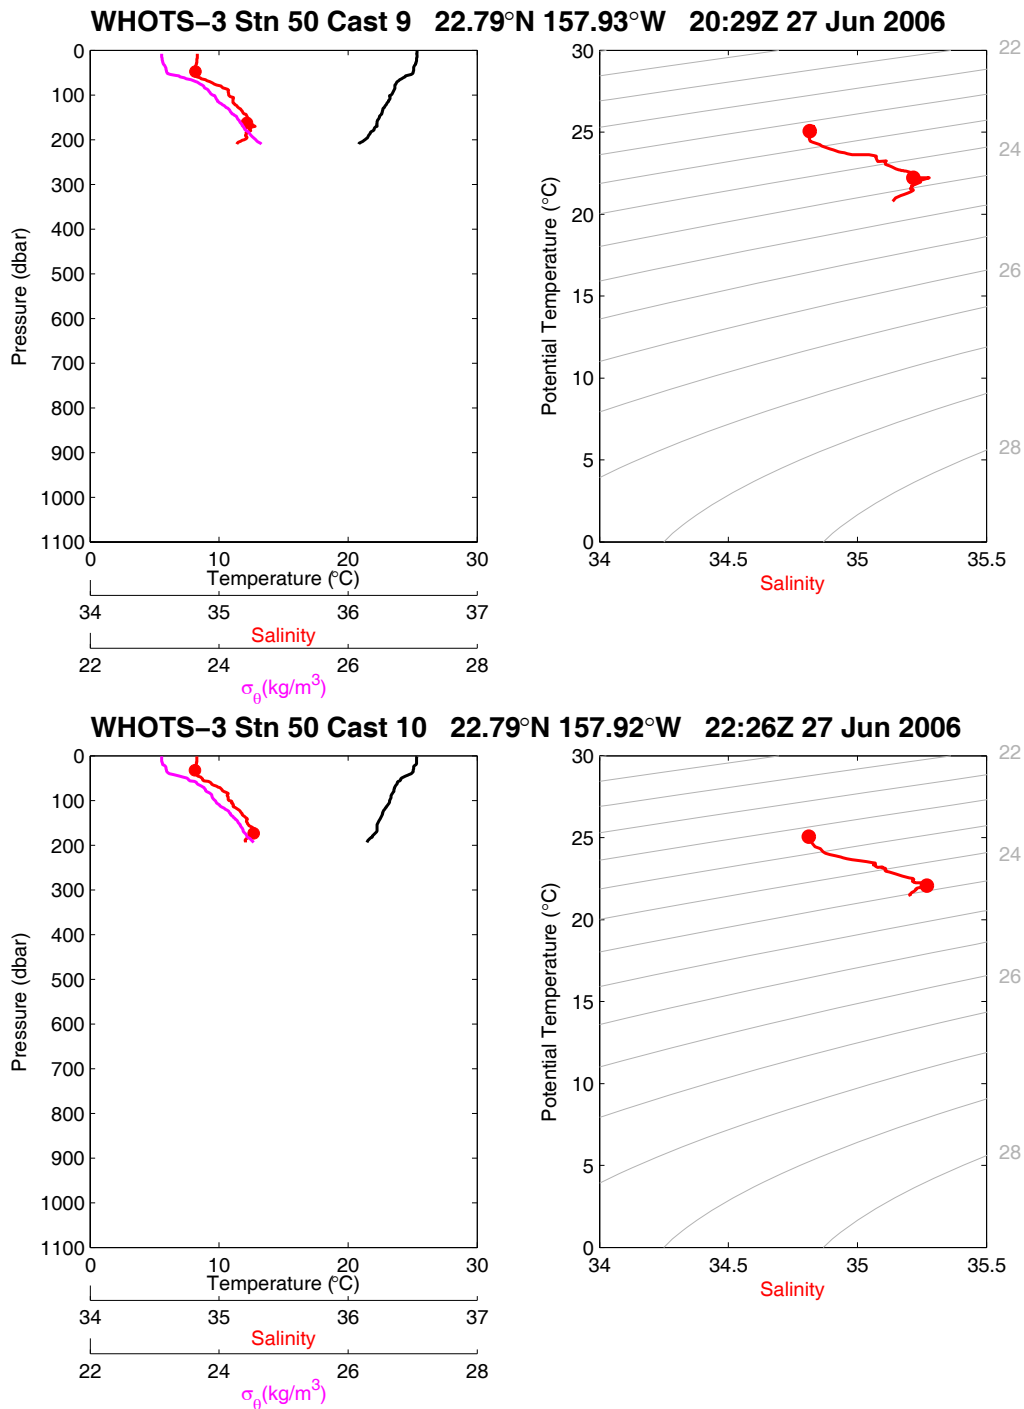 WHOTS−3 Stn 50 Cast 9   22.79°N 157.93°W   20:29Z 27 Jun 2006
0
100
200
300
400
500
600
700
800
900
1000
1100
Pressure (dbar)
0 10 20 30
Temperature (°C)
34 35 36 37
Salinity
22 24 26 28
σθ(kg/m3)
30
25
20
15
10
5
0
Potential Temperature (°C)
34 34.5 35 35.5
Salinity
22
24
26
28
WHOTS−3 Stn 50 Cast 10   22.79°N 157.92°W   22:26Z 27 Jun 2006
0
100
200
300
400
500
600
700
800
900
1000
1100
Pressure (dbar)
0 10 20 30
Temperature (°C)
34 35 36 37
Salinity
22 24 26 28
σθ(kg/m3)
30
25
20
15
10
5
0
Potential Temperature (°C)
34 34.5 35 35.5
Salinity
22
24
26
28